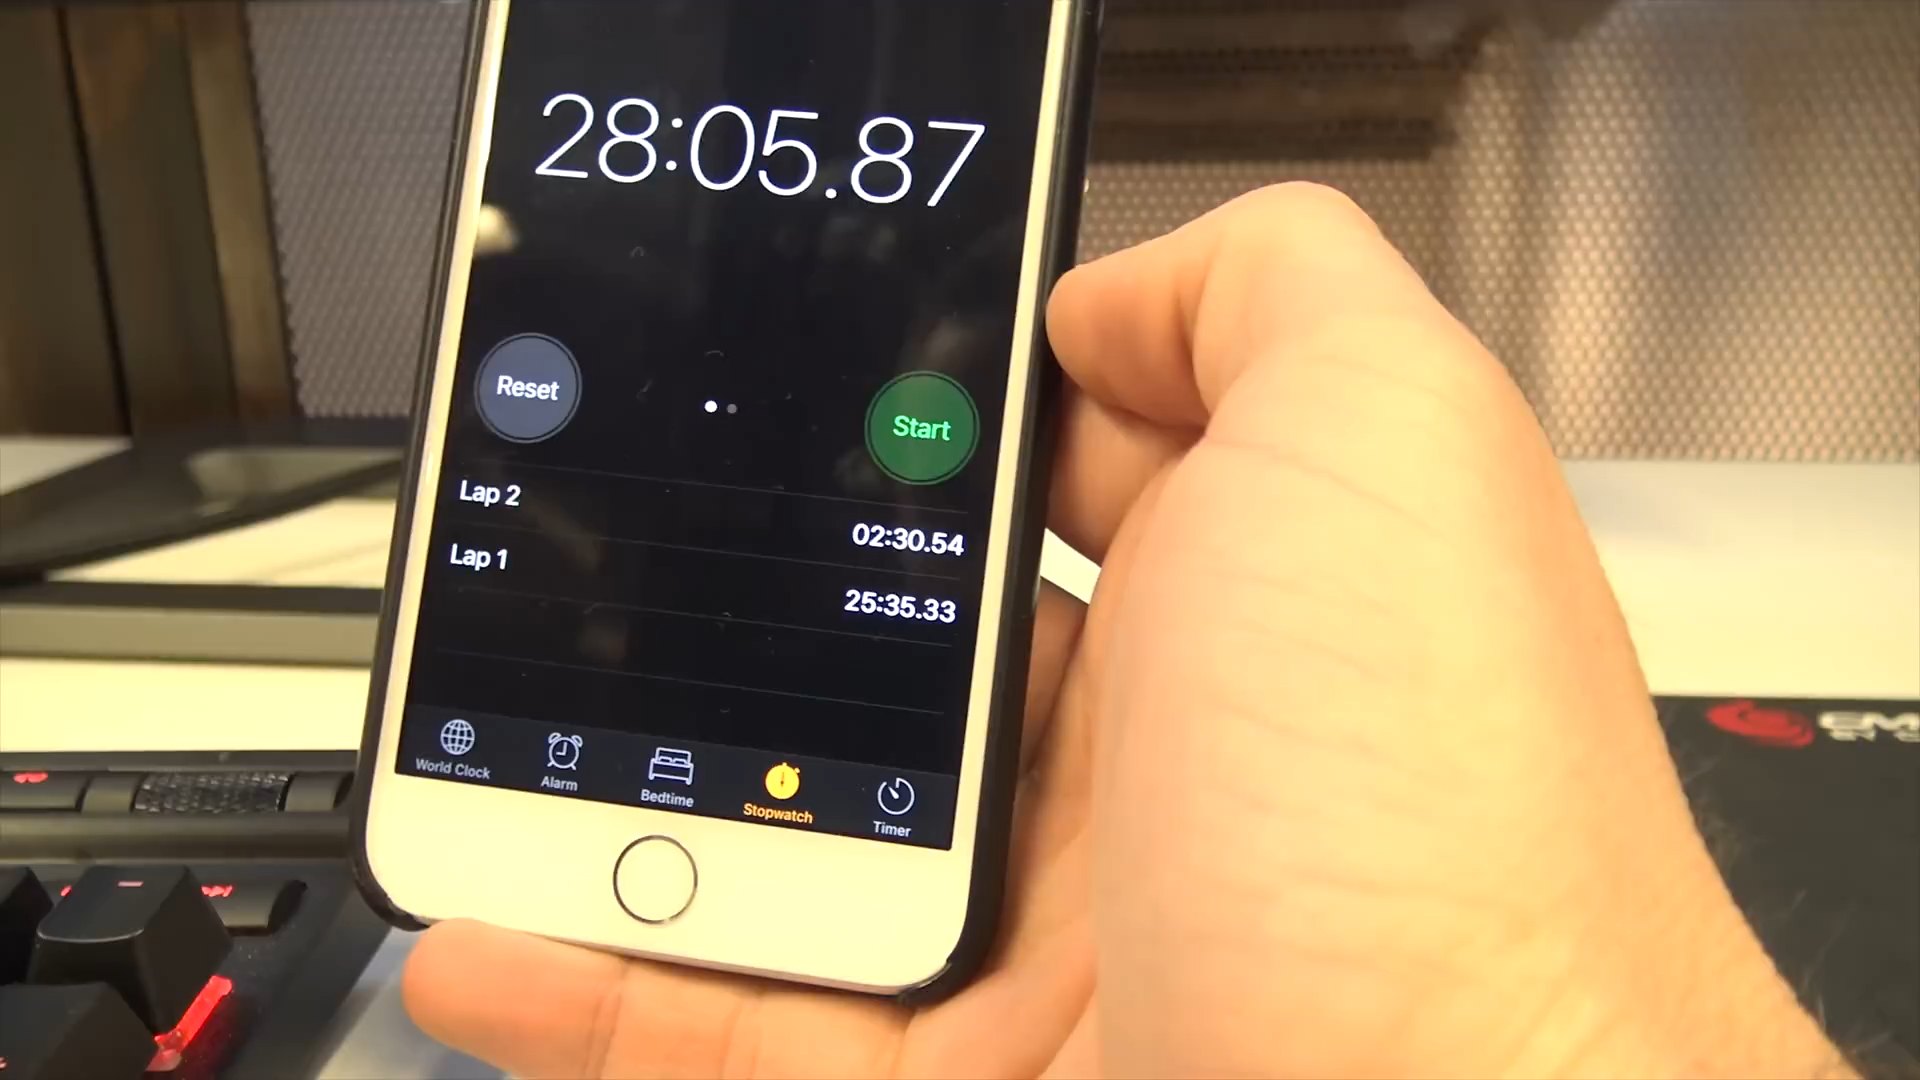 28:05.87
Reset
Start
Lap 2
02:30.54
Lap 1
25:35.33
World Clock
Alarm
Bedtime
Stopwatch
Timer